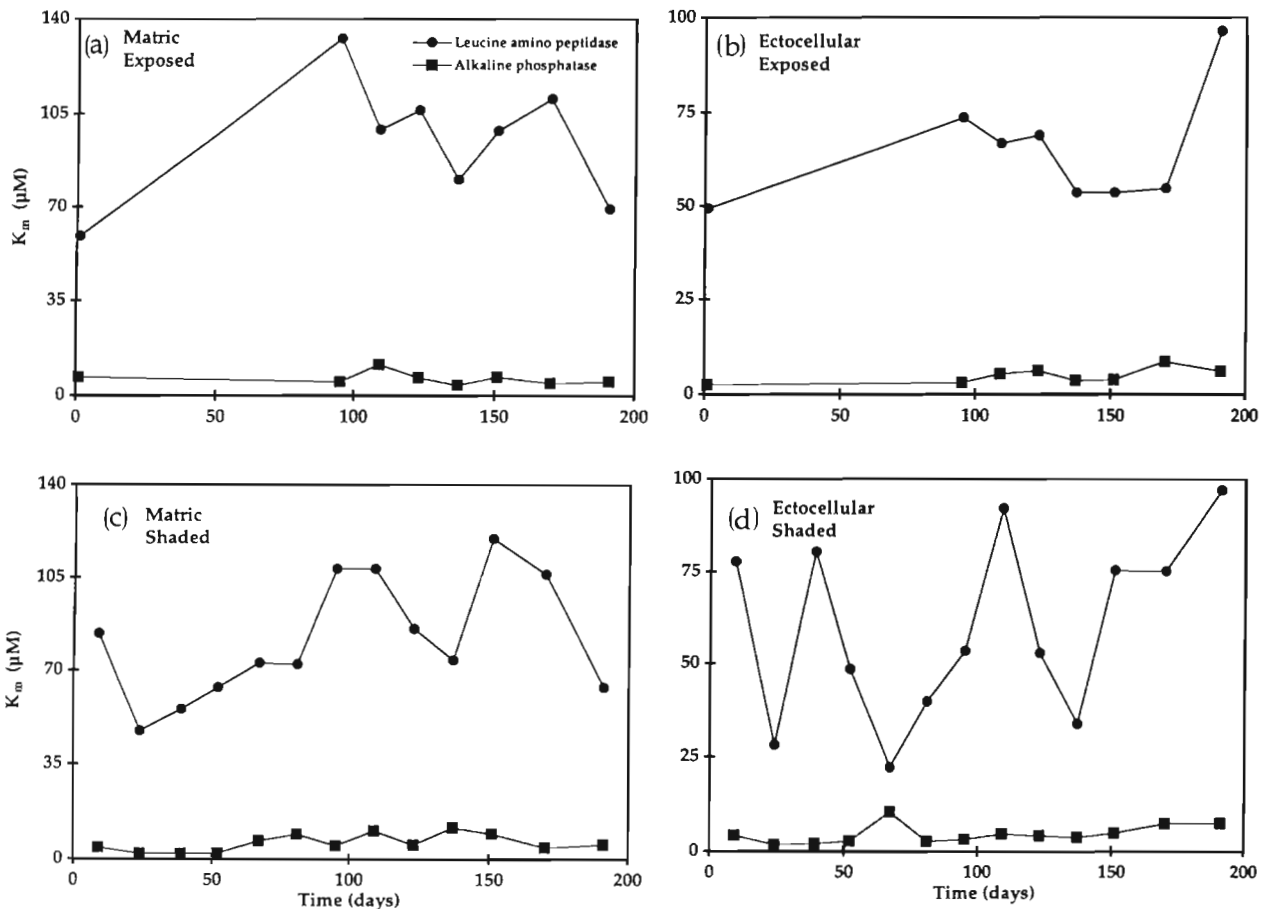 (a) Matric
Exposed
Leucine amino peptidase
Alkaline phosphatase
140
105
70
35
0
Km (µM)
0 50 100 150 200
(b) Ectocellular
Exposed
100
75
50
25
0
0 50 100 150 200
(c) Matric
Shaded
140
105
70
35
0
Km (µM)
0 50 100 150 200
Time (days)
(d) Ectocellular
Shaded
100
75
50
25
0
0 50 100 150 200
Time (days)